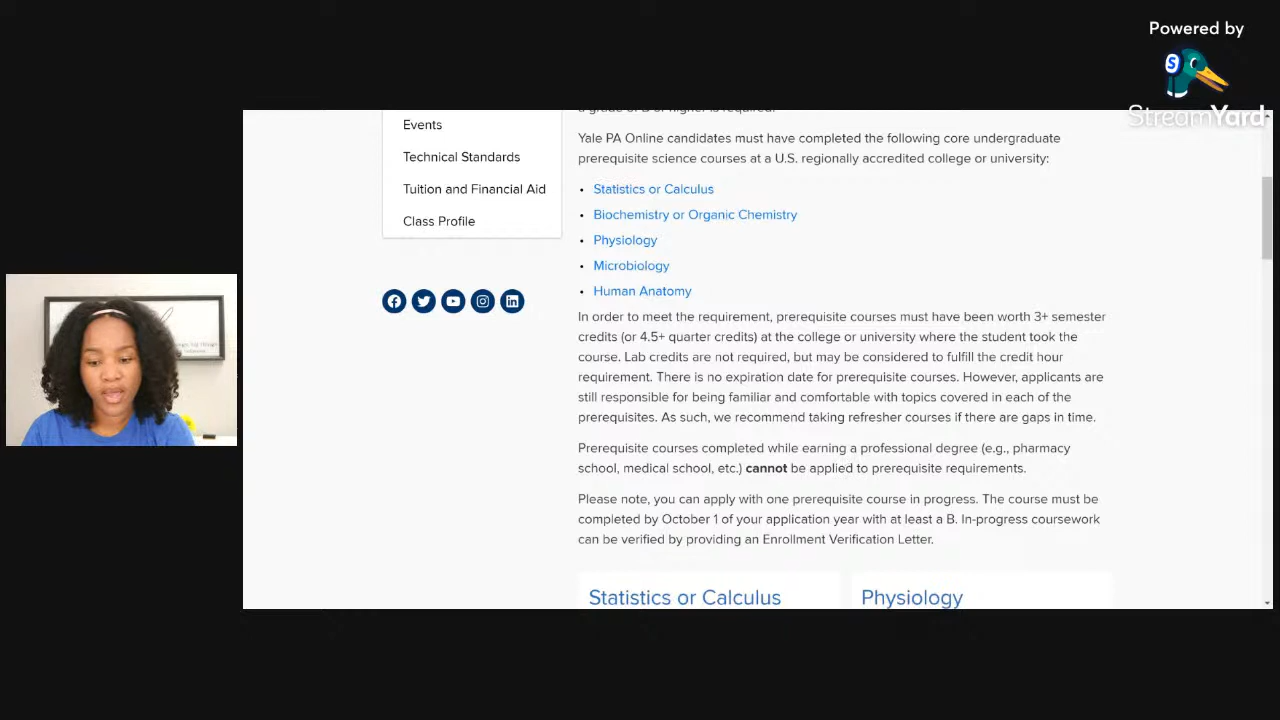 Powered by
StreamYard
a grade of B or higher is required.
Events
Technical Standards
Tuition and Financial Aid
Class Profile
Yale PA Online candidates must have completed the following core undergraduate
prerequisite science courses at a U.S. regionally accredited college or university:
• Statistics or Calculus
• Biochemistry or Organic Chemistry
• Physiology
• Microbiology
• Human Anatomy
In order to meet the requirement, prerequisite courses must have been worth 3+ semester
credits (or 4.5+ quarter credits) at the college or university where the student took the
course. Lab credits are not required, but may be considered to fulfill the credit hour
requirement. There is no expiration date for prerequisite courses. However, applicants are
still responsible for being familiar and comfortable with topics covered in each of the
prerequisites. As such, we recommend taking refresher courses if there are gaps in time.
Prerequisite courses completed while earning a professional degree (e.g., pharmacy
school, medical school, etc.) cannot be applied to prerequisite requirements.
Please note, you can apply with one prerequisite course in progress. The course must be
completed by October 1 of your application year with at least a B. In-progress coursework
can be verified by providing an Enrollment Verification Letter.
Statistics or Calculus
Physiology